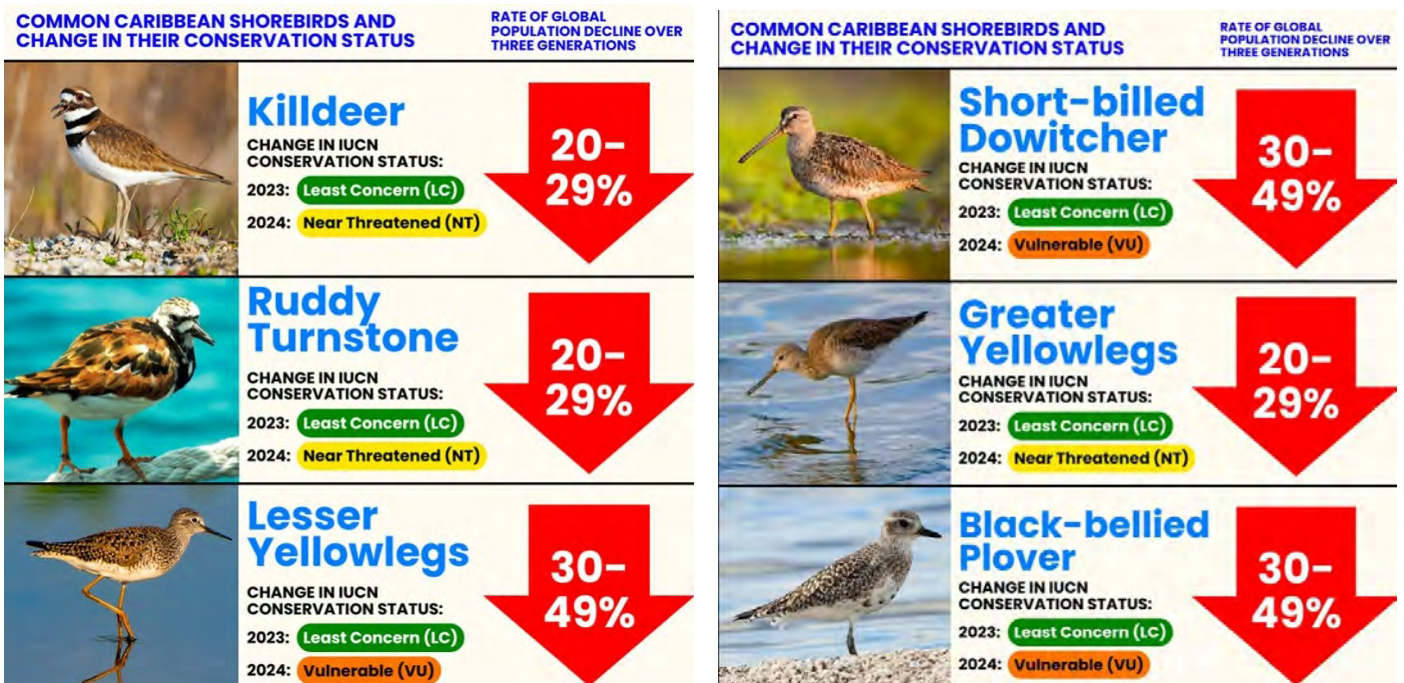 COMMON CARIBBEAN SHOREBIRDS AND
CHANGE IN THEIR CONSERVATION STATUS
RATE OF GLOBAL
POPULATION DECLINE OVER
THREE GENERATIONS
Killdeer
CHANGE IN IUCN
CONSERVATION STATUS:
2023: Least Concern (LC)
2024: Near Threatened (NT)
20-
29%
Ruddy
Turnstone
CHANGE IN IUCN
CONSERVATION STATUS:
2023: Least Concern (LC)
2024: Near Threatened (NT)
20-
29%
Lesser
Yellowlegs
CHANGE IN IUCN
CONSERVATION STATUS:
2023: Least Concern (LC)
2024: Vulnerable (VU)
30-
49%
COMMON CARIBBEAN SHOREBIRDS AND
CHANGE IN THEIR CONSERVATION STATUS
RATE OF GLOBAL
POPULATION DECLINE OVER
THREE GENERATIONS
Short-billed
Dowitcher
CHANGE IN IUCN
CONSERVATION STATUS:
2023: Least Concern (LC)
2024: Vulnerable (VU)
30-
49%
Greater
Yellowlegs
CHANGE IN IUCN
CONSERVATION STATUS:
2023: Least Concern (LC)
2024: Near Threatened (NT)
20-
29%
Black-bellied
Plover
CHANGE IN IUCN
CONSERVATION STATUS:
2023: Least Concern (LC)
2024: Vulnerable (VU)
30-
49%